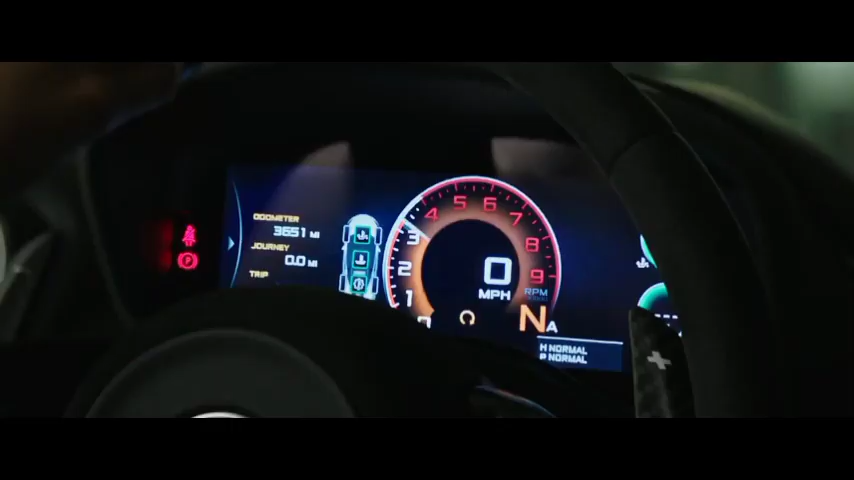 ODOMETER
3651 MI
JOURNEY
0.0 MI
TRIP
P
0
1
2
3
4
5
6
7
8
9
0
MPH
RPM
N A
H NORMAL
P NORMAL
+